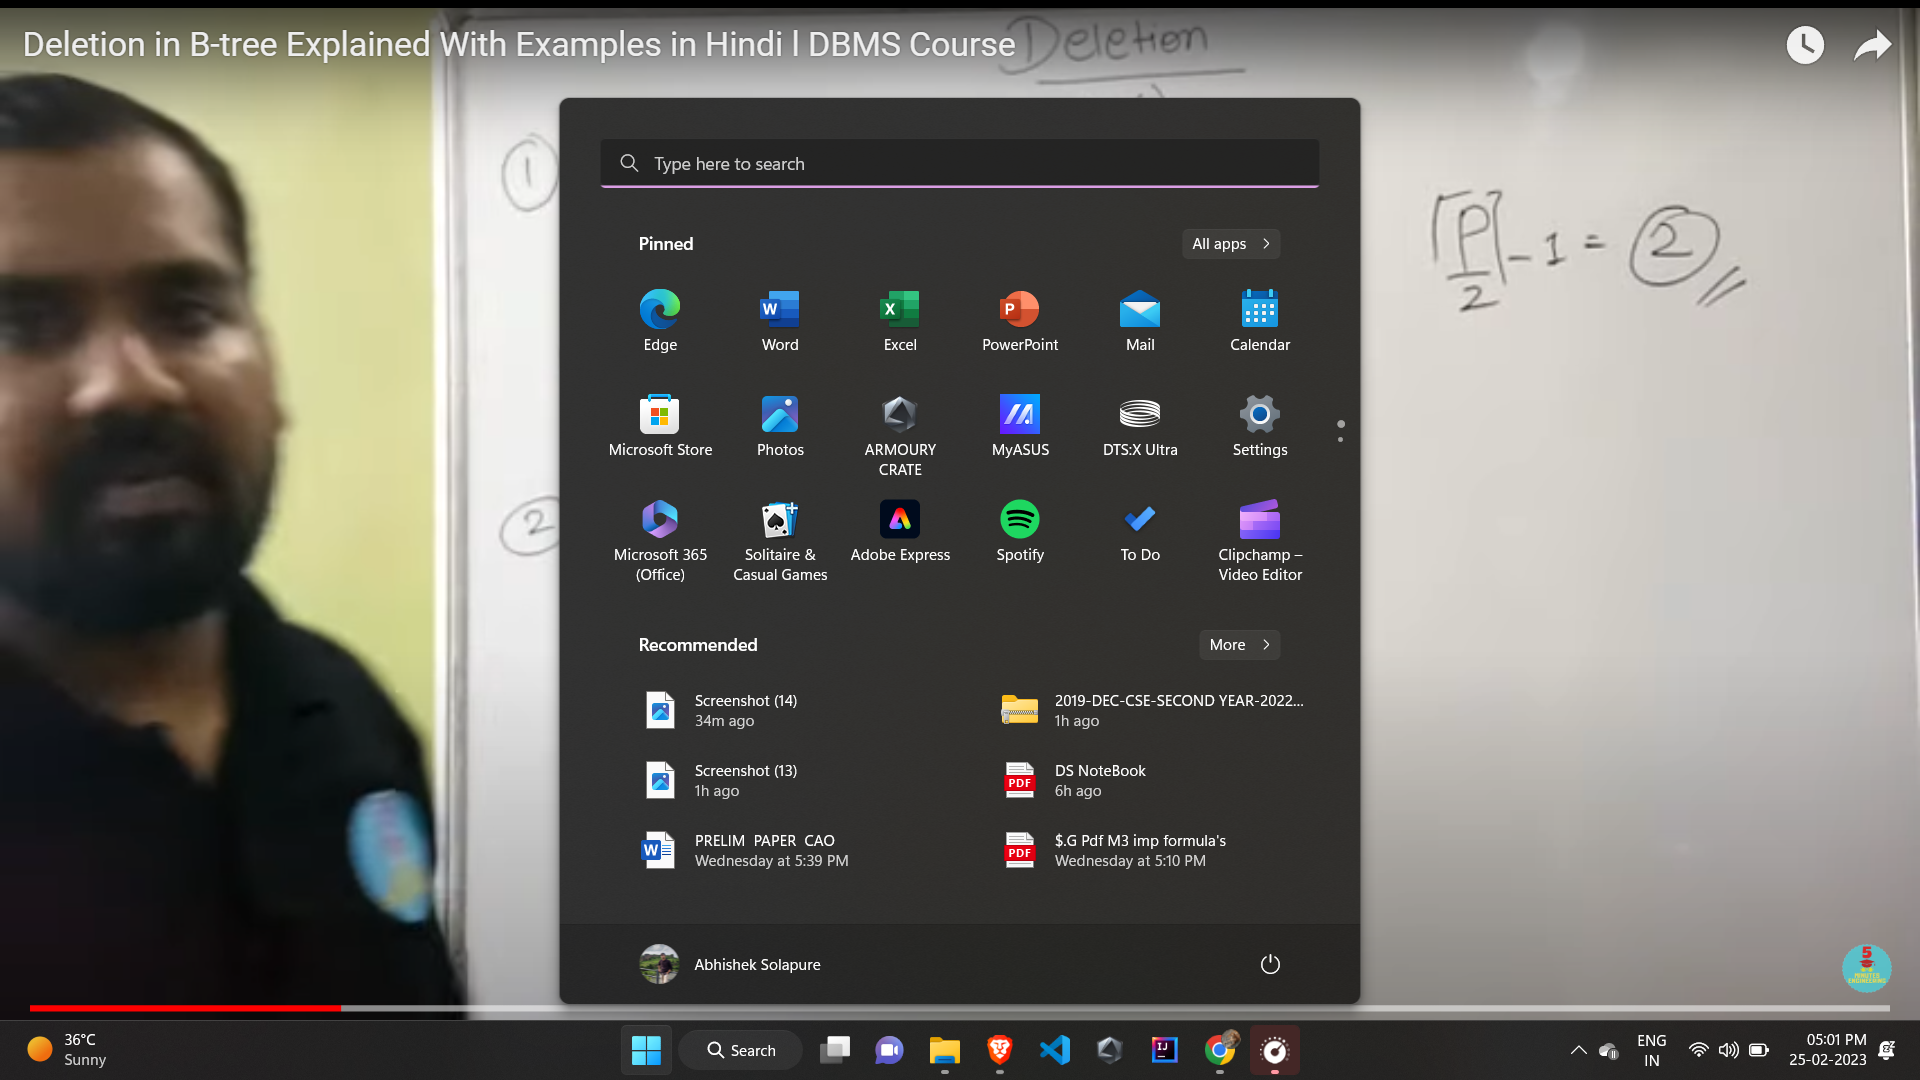 Deletion in B-tree Explained With Examples in Hindi l DBMS Course
Deletion
1
Type here to search
Pinned
All apps
⌈P/2⌉ - 1 = 2
Edge
Word
Excel
PowerPoint
Mail
Calendar
Microsoft Store
Photos
ARMOURY
CRATE
MyASUS
DTS:X Ultra
Settings
2
Microsoft 365
(Office)
Solitaire &
Casual Games
Adobe Express
Spotify
To Do
Clipchamp –
Video Editor
Recommended
More
Screenshot (14)
34m ago
2019-DEC-CSE-SECOND YEAR-2022...
1h ago
Screenshot (13)
1h ago
PDF
DS NoteBook
6h ago
PRELIM PAPER CAO
Wednesday at 5:39 PM
PDF
$.G Pdf M3 imp formula's
Wednesday at 5:10 PM
Abhishek Solapure
5
MINUTES
ENGINEERING
36°C
Sunny
Search
ENG
IN
05:01 PM
25-02-2023